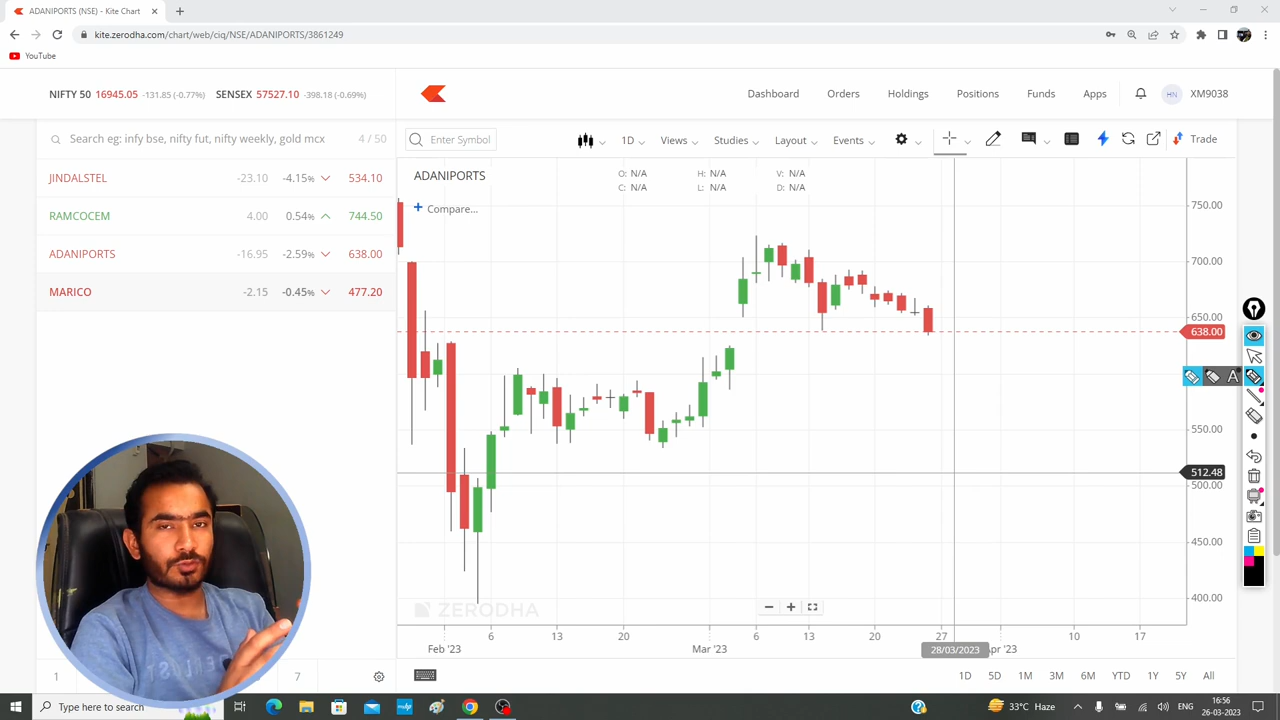 ADANIPORTS (NSE) - Kite Chart
kite.zerodha.com/chart/web/ciq/NSE/ADANIPORTS/3861249
YouTube
NIFTY 50 16945.05 -131.85 (-0.77%) SENSEX 57527.10 -398.18 (-0.69%)
Dashboard Orders Holdings Positions Funds Apps HN XM9038
Search eg: infy bse, nifty fut, nifty weekly, gold mcx 4 / 50
Enter Symbol 1D Views Studies Layout Events Trade
JINDALSTEL -23.10 -4.15% 534.10
RAMCOCEM 4.00 0.54% 744.50
ADANIPORTS -16.95 -2.59% 638.00
MARICO -2.15 -0.45% 477.20
ADANIPORTS
O: N/A H: N/A V: N/A
C: N/A L: N/A D: N/A
Compare...
750.00
700.00
650.00
638.00
A
550.00
512.48
500.00
450.00
400.00
ZERODHA
6 13 20 6 13 20 27 10 17
Feb '23 Mar '23 28/03/2023 pr '23
1 7
1D 5D 1M 3M 6M YTD 1Y 5Y All
Type here to search
33°C Haze
16:56
26-03-2023